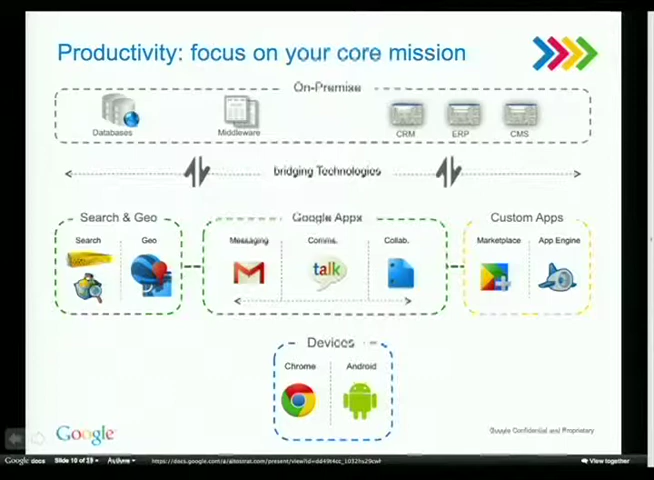 Productivity: focus on your core mission
On-Premise
Databases
Middleware
CRM
ERP
CMS
bridging Technologies
Search & Geo
Google Apps
Custom Apps
Search
Geo
Messaging
Comms.
Collab.
Marketplace
App Engine
talk
Devices
Chrome
Android
Google
Google Confidential and Proprietary
Google docs
Slide 10 of
Actions
View together